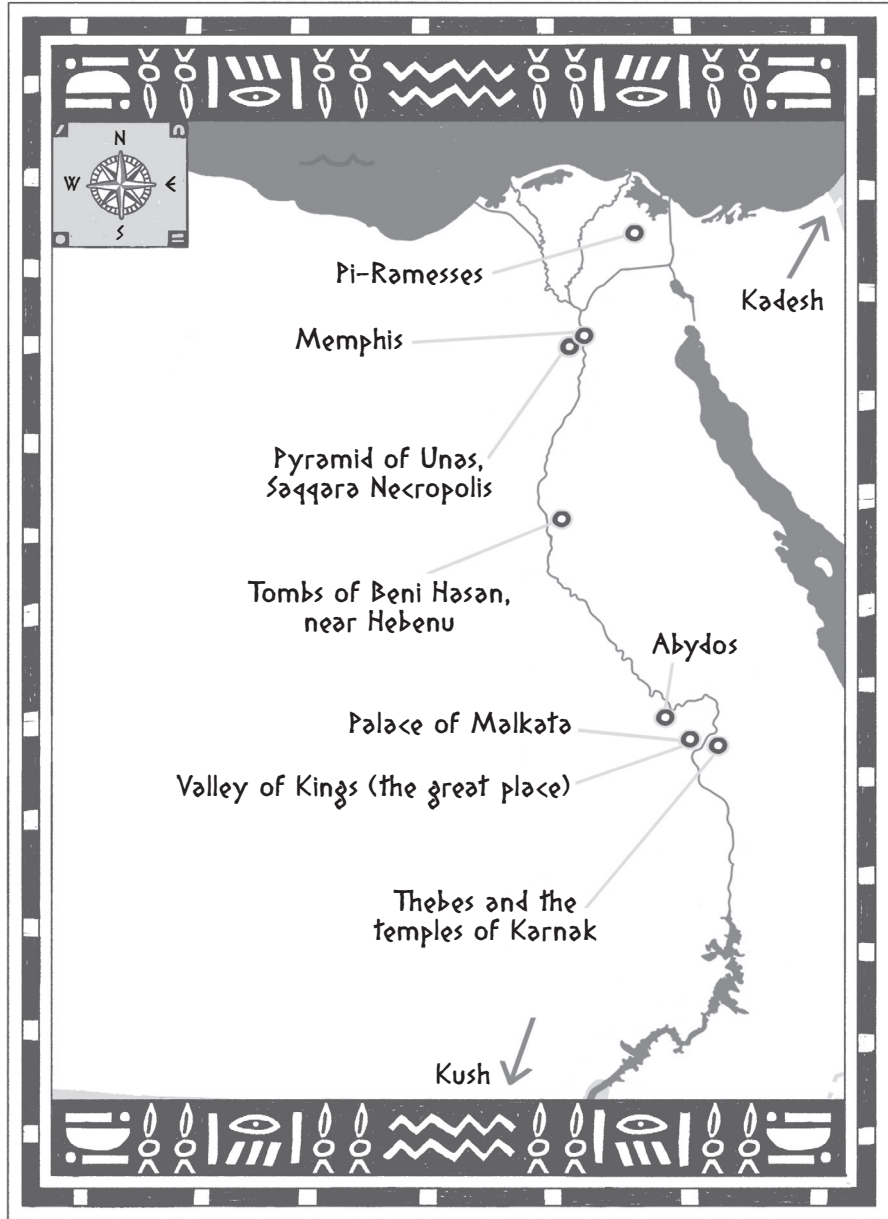 N
W
E
S
Pi-Ramesses
Kadesh
Memphis
Pyramid of Unas,
Saqqara Necropolis
Tombs of Beni Hasan,
near Hebenu
Abydos
Palace of Malkata
Valley of Kings (the great place)
Thebes and the
temples of Karnak
Kush